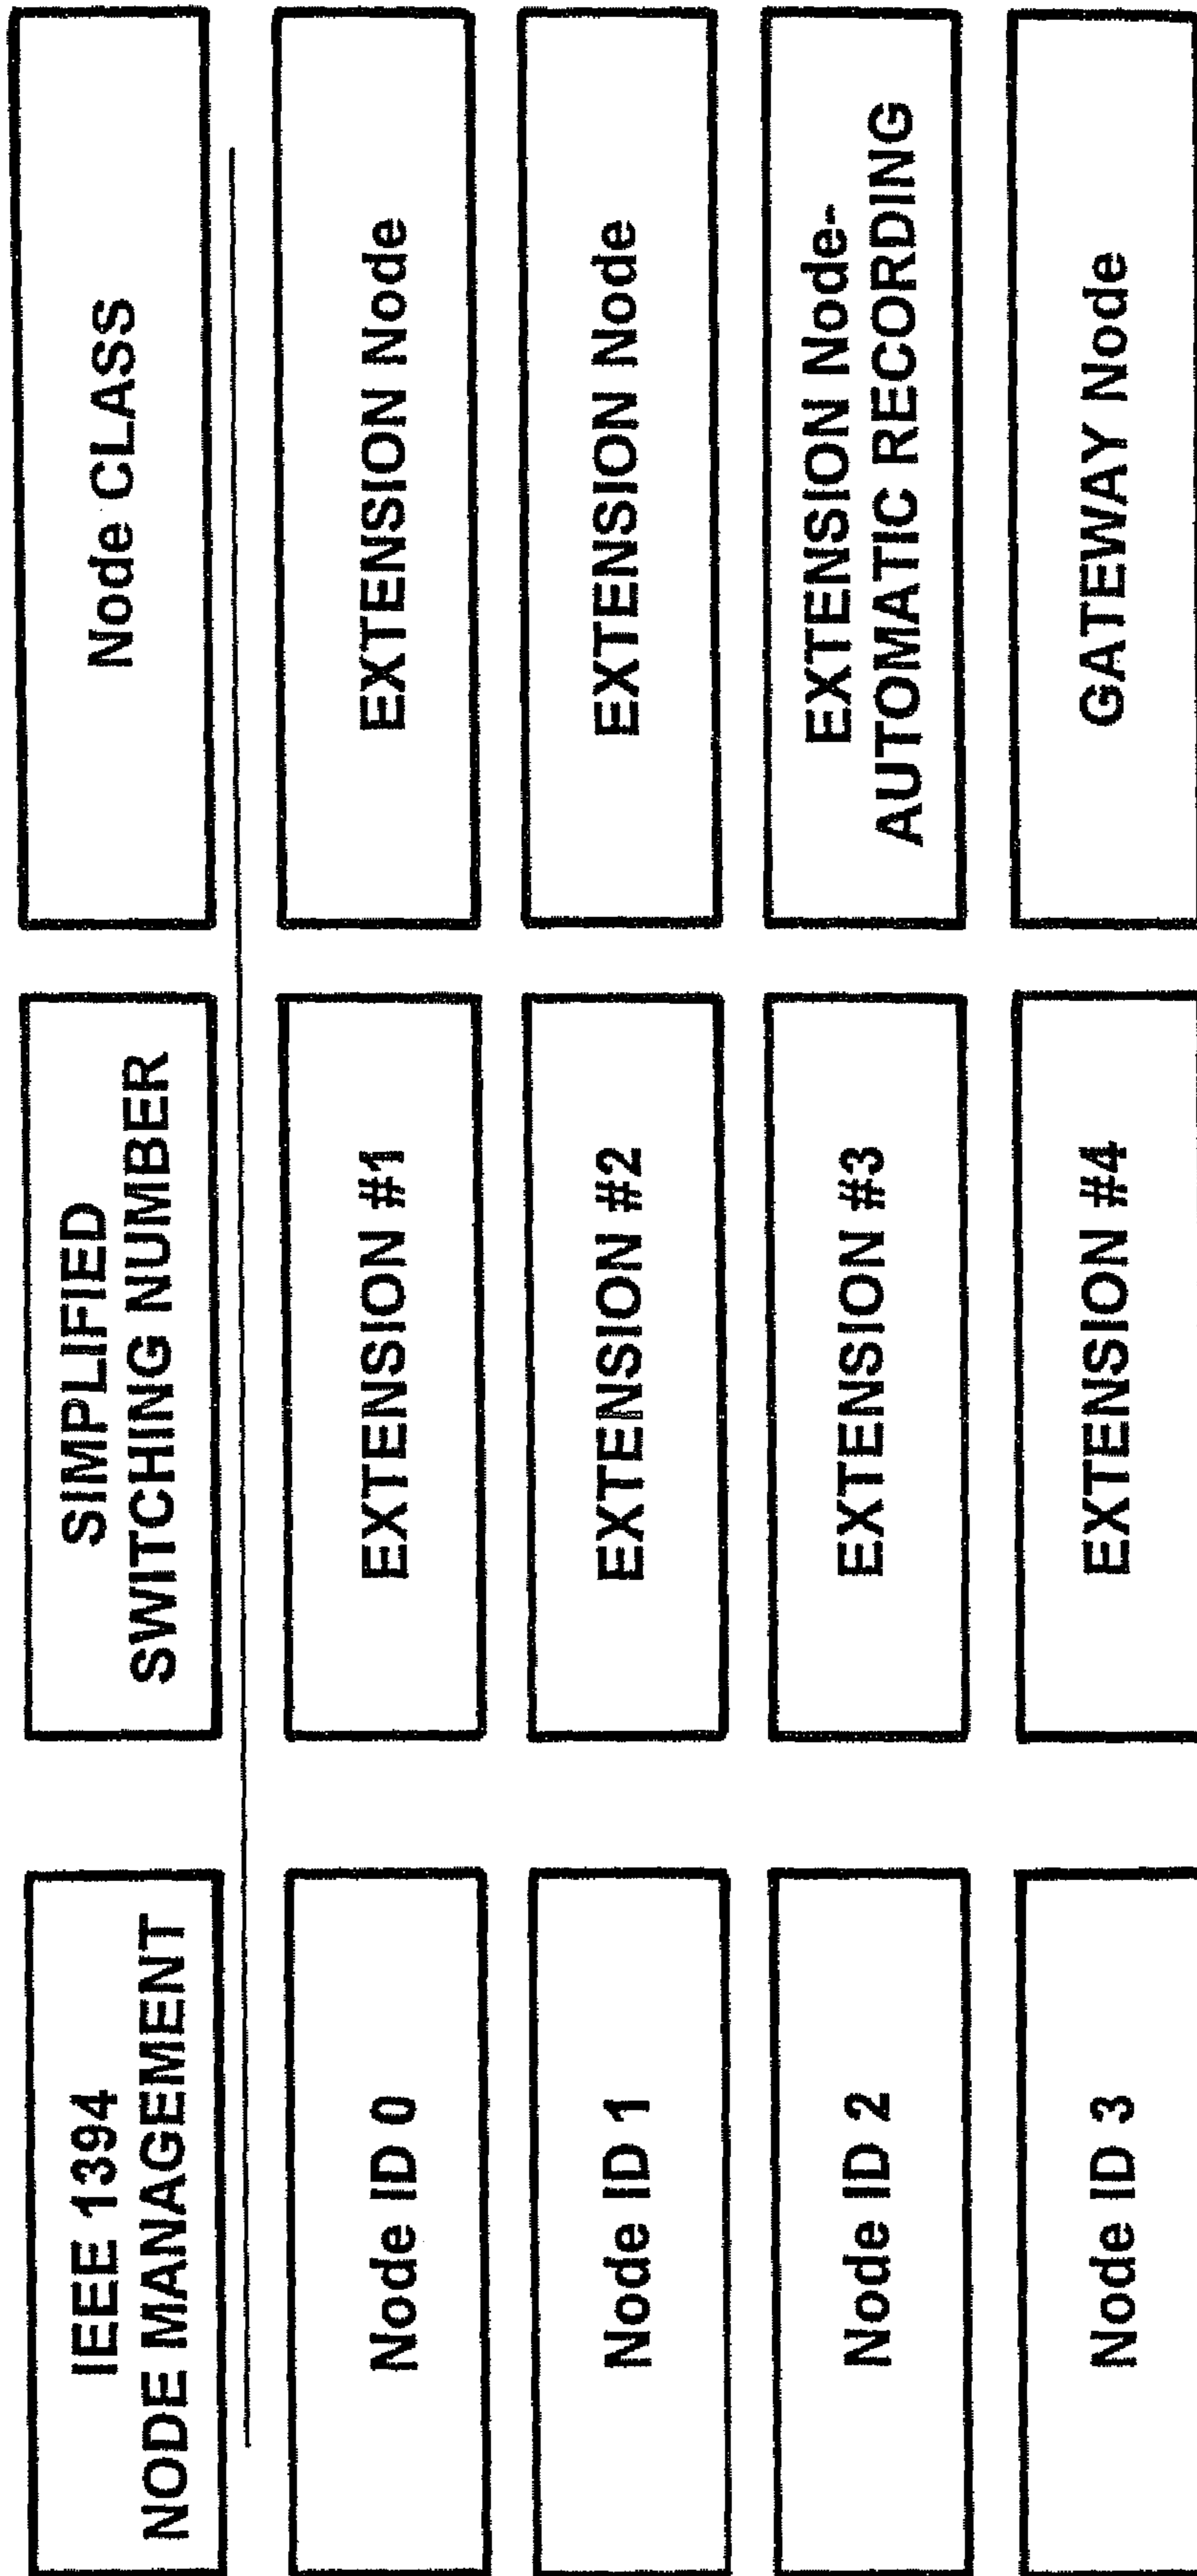 IEEE 1394
NODE MANAGEMENT
SIMPLIFIED
SWITCHING NUMBER
Node CLASS
Node ID 0
EXTENSION #1
EXTENSION Node
Node ID 1
EXTENSION #2
EXTENSION Node
Node ID 2
EXTENSION #3
EXTENSION Node-
AUTOMATIC RECORDING
Node ID 3
EXTENSION #4
GATEWAY Node